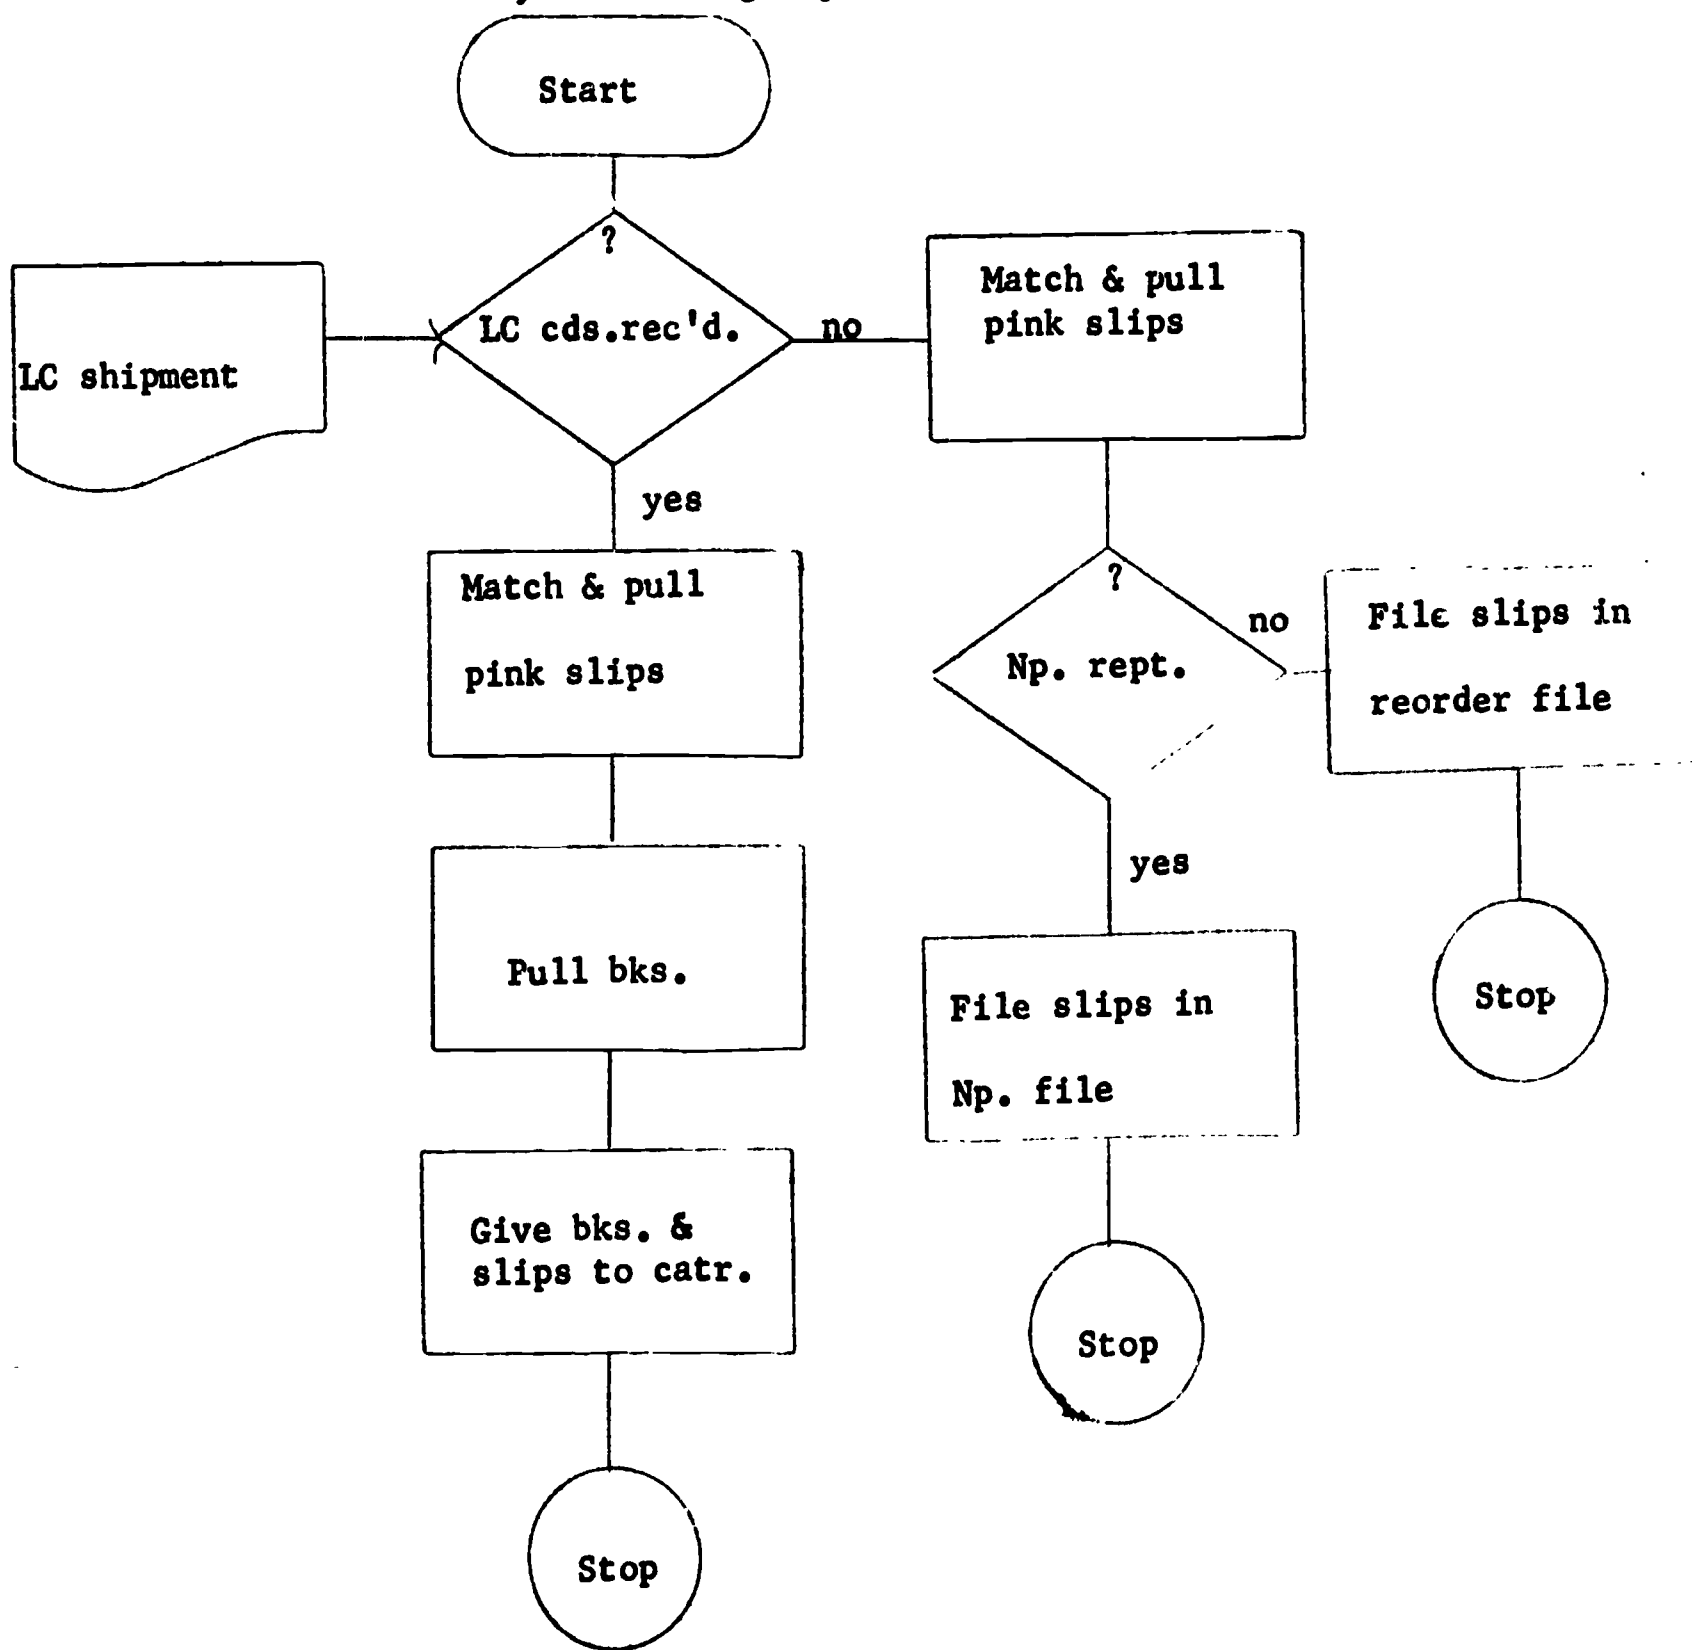 Start
?
LC cds.rec'd.
no
Match & pull
pink slips
LC shipment
yes
Match & pull
pink slips
?
no
Np. rept.
File slips in
reorder file
Pull bks.
yes
File slips in
Np. file
Stop
Give bks. &
slips to catr.
Stop
Stop